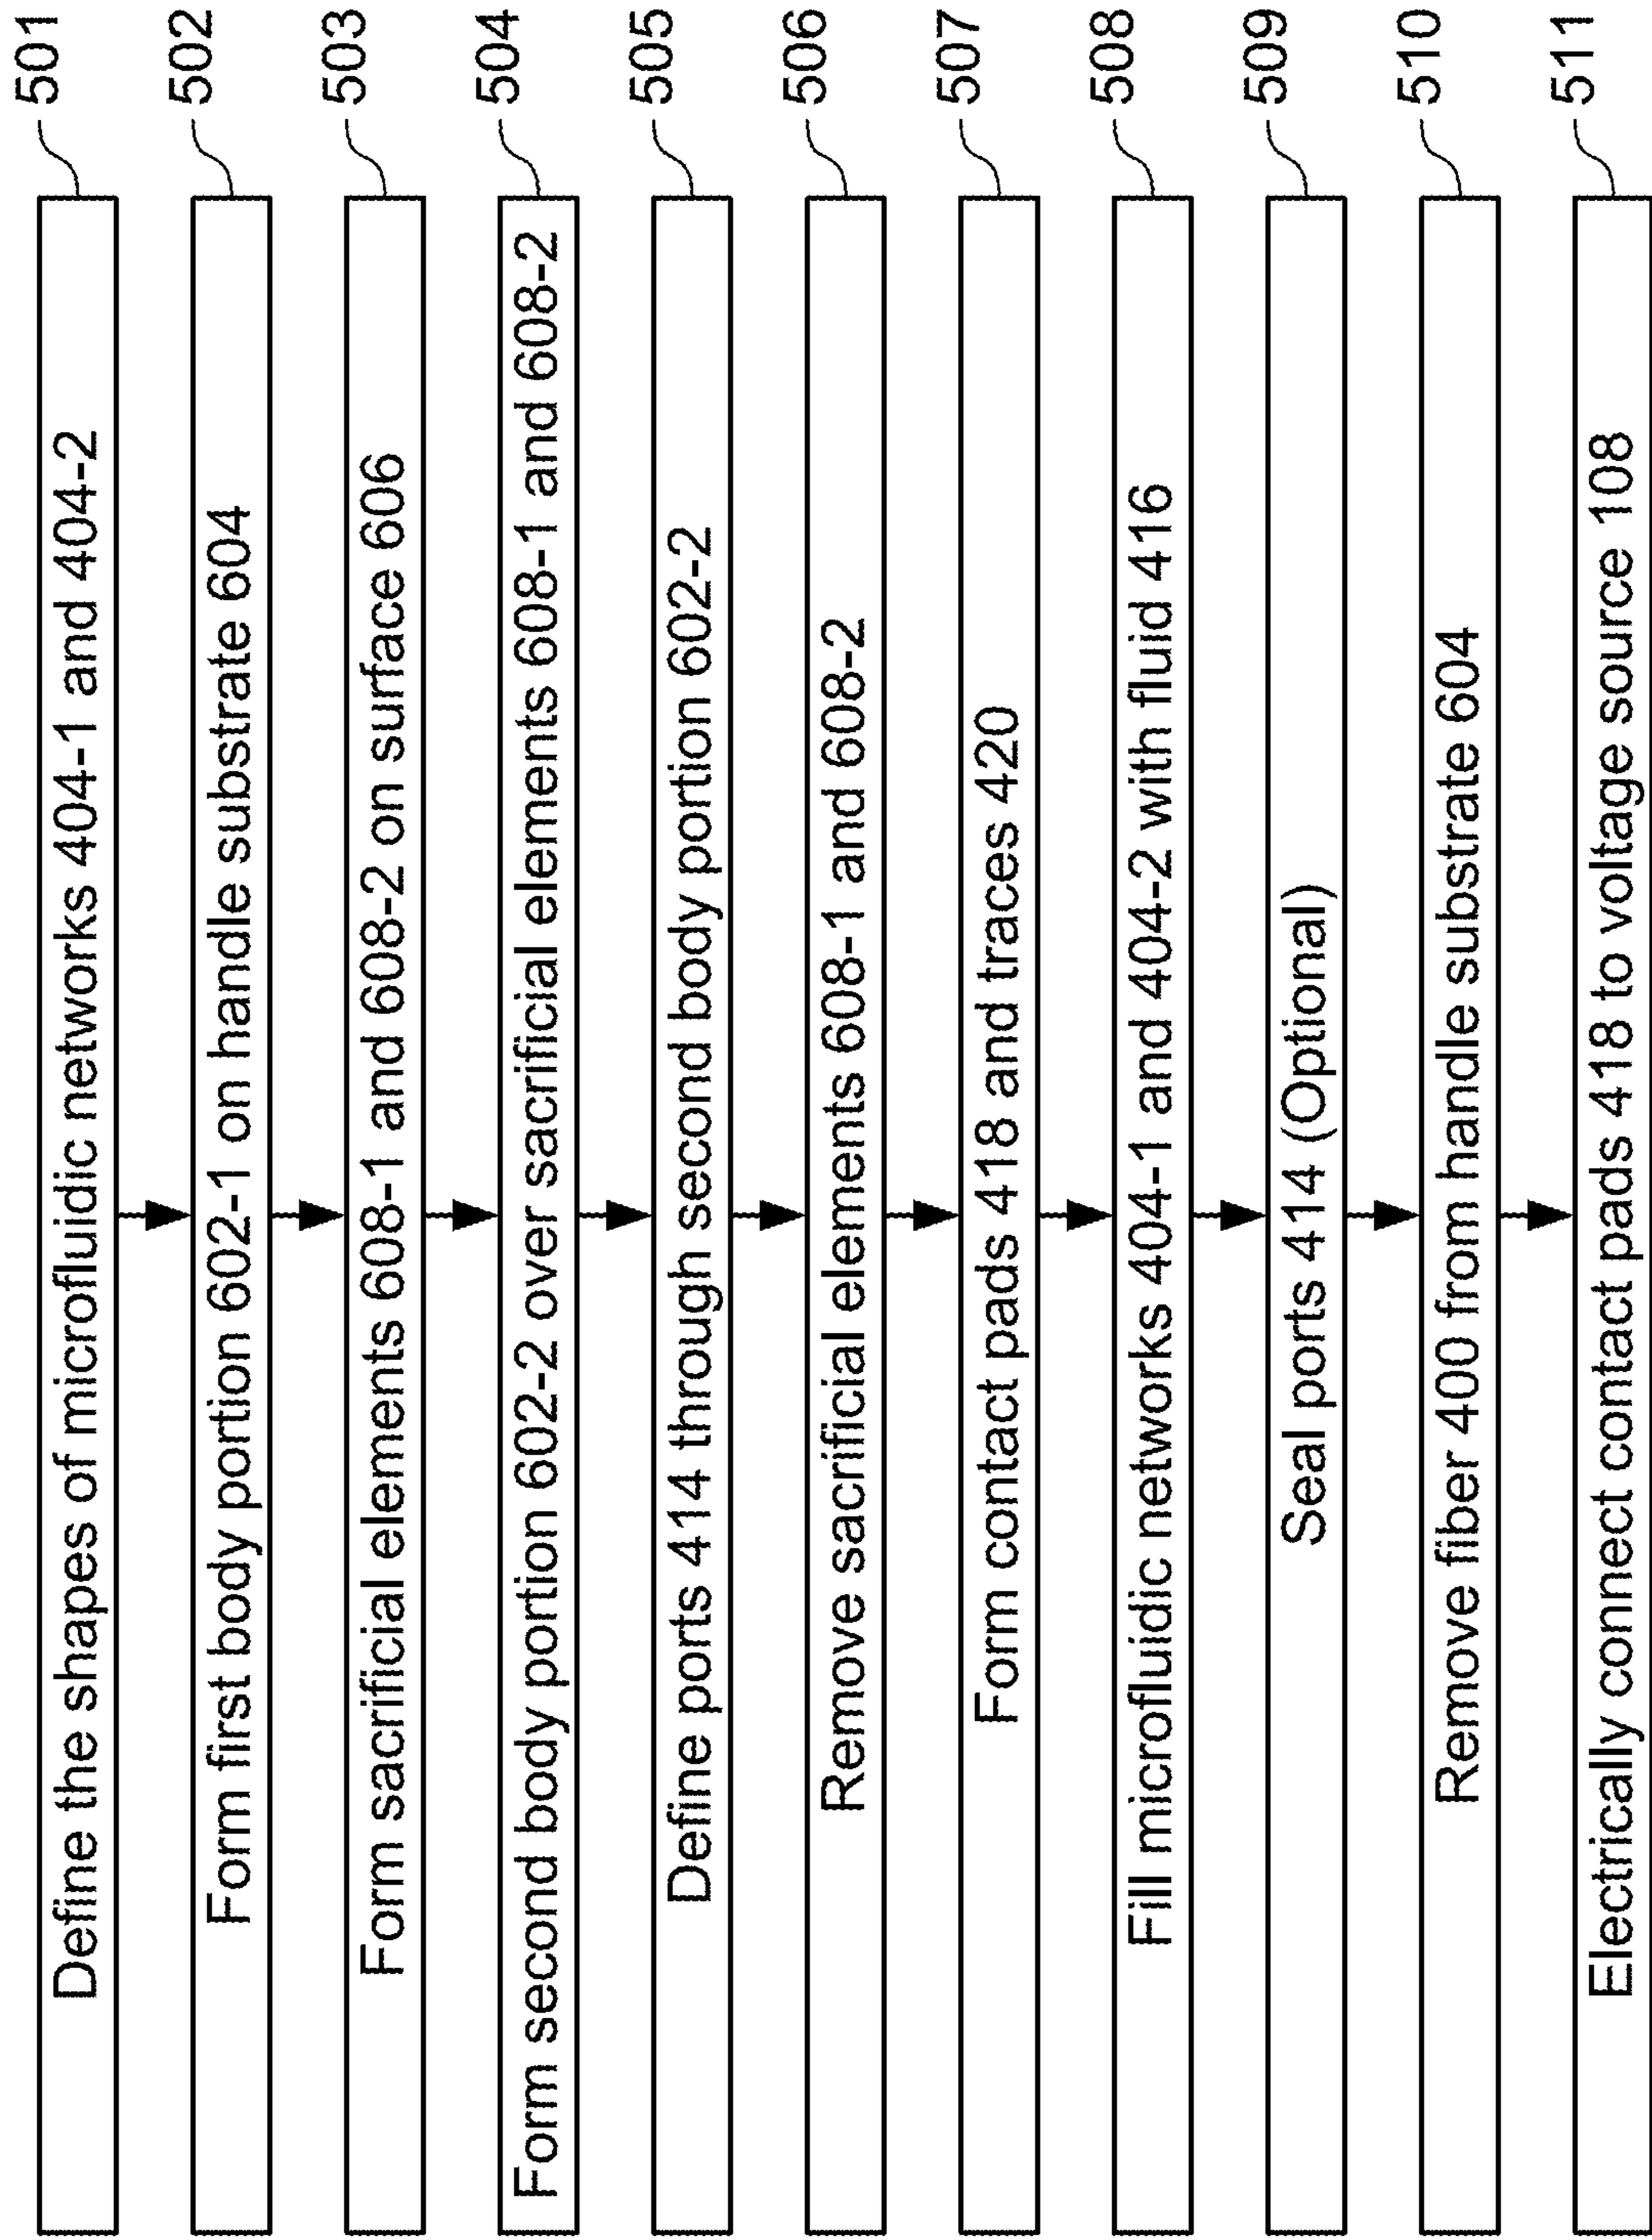 501
Define the shapes of microfluidic networks 404-1 and 404-2
502
Form first body portion 602-1 on handle substrate 604
503
Form sacrificial elements 608-1 and 608-2 on surface 606
504
Form second body portion 602-2 over sacrificial elements 608-1 and 608-2
505
Define ports 414 through second body portion 602-2
506
Remove sacrificial elements 608-1 and 608-2
507
Form contact pads 418 and traces 420
508
Fill microfluidic networks 404-1 and 404-2 with fluid 416
509
Seal ports 414 (Optional)
510
Remove fiber 400 from handle substrate 604
511
Electrically connect contact pads 418 to voltage source 108